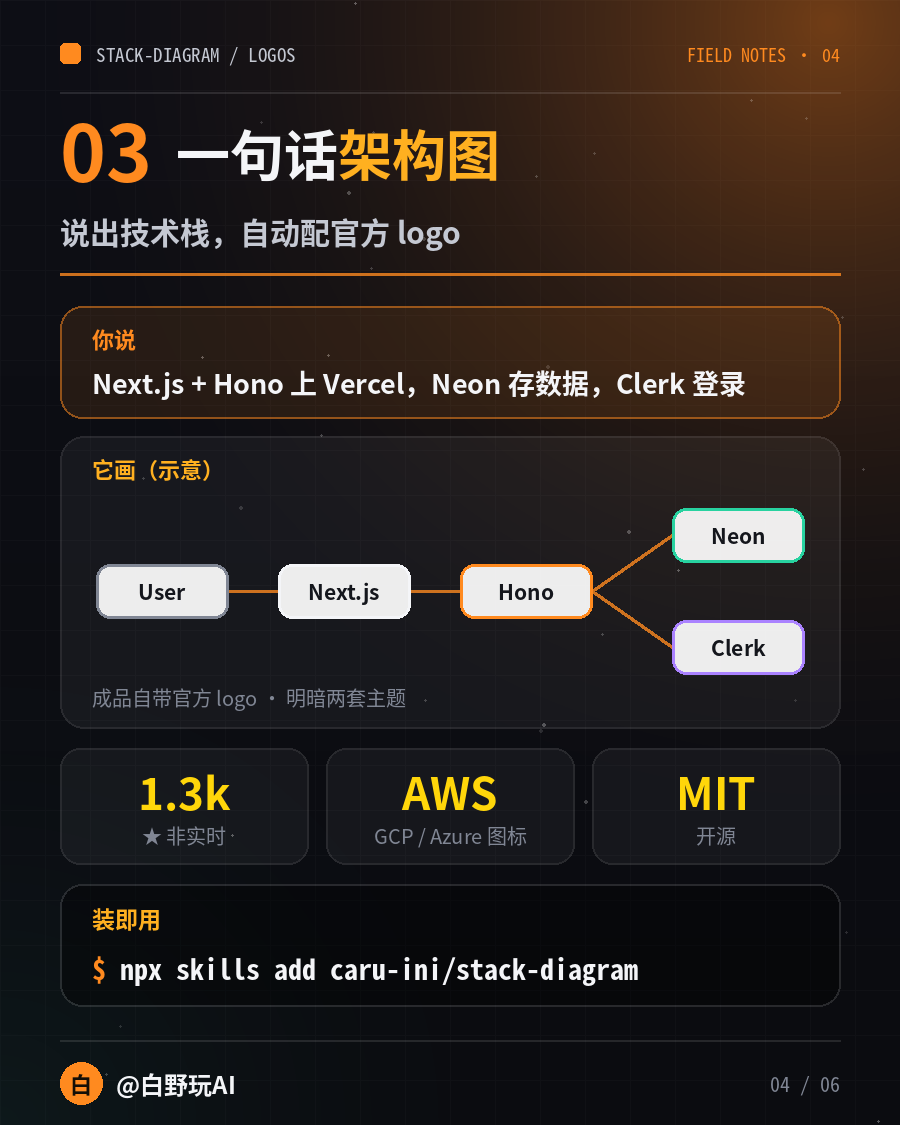 STACK-DIAGRAM / LOGOS
FIELD NOTES • 04
03 一句话架构图
说出技术栈，自动配官方 logo
你说
Next.js + Hono 上 Vercel，Neon 存数据，Clerk 登录
它画（示意）
Neon
User
Next.js
Hono
Clerk
成品自带官方 logo • 明暗两套主题
1.3k
★ 非实时
AWS
GCP / Azure 图标
MIT
开源
装即用
$ npx skills add caru-ini/stack-diagram
白 @白野玩AI
04 / 06